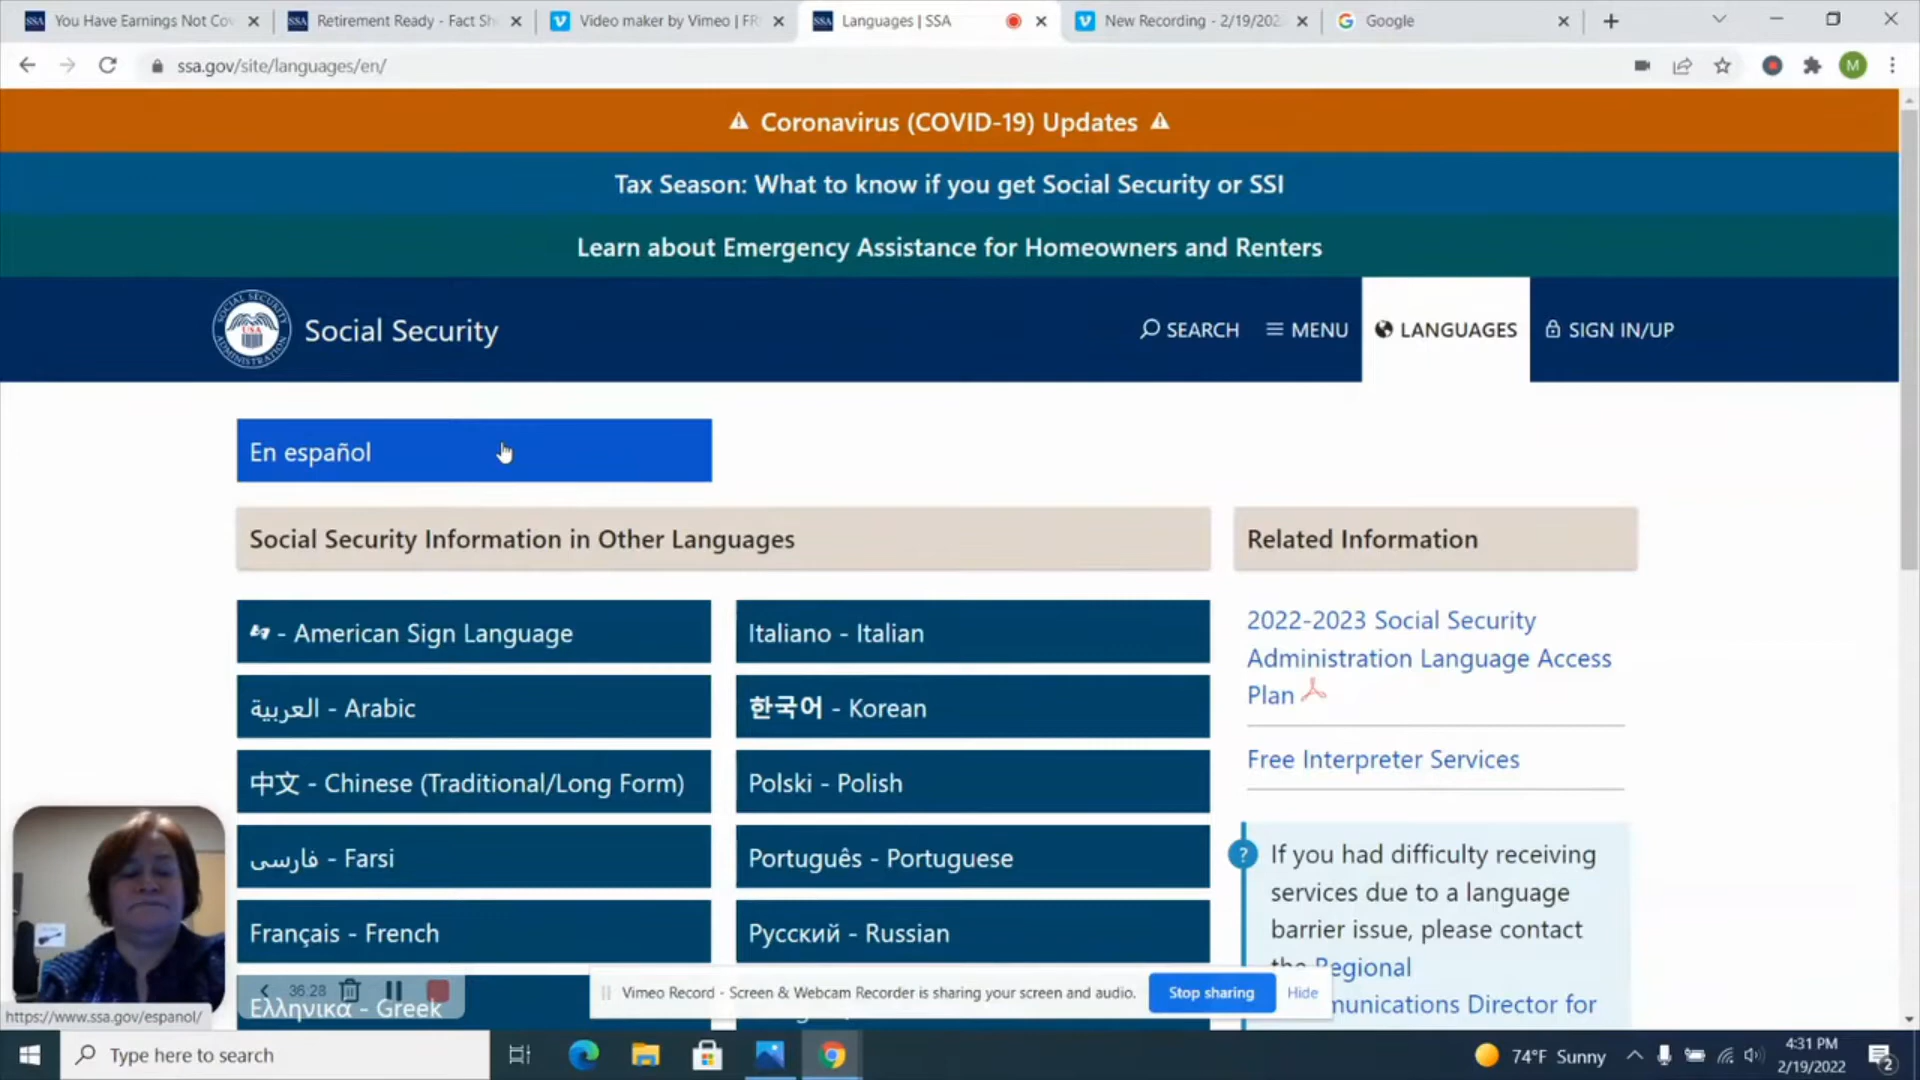 You Have Earnings Not Co
Retirement Ready - Fact Sh
Video maker by Vimeo | FR
Languages | SSA
New Recording - 2/19/202
Google
ssa.gov/site/languages/en/
M
Coronavirus (COVID-19) Updates
Tax Season: What to know if you get Social Security or SSI
Learn about Emergency Assistance for Homeowners and Renters
Social Security
SEARCH
MENU
LANGUAGES
SIGN IN/UP
En español
Social Security Information in Other Languages
Related Information
- American Sign Language
Italiano - Italian
العربية - Arabic
한국어 - Korean
中文 - Chinese (Traditional/Long Form)
Polski - Polish
فارسی - Farsi
Português - Portuguese
Français - French
Русский - Russian
Ελληνικά - Greek
2022-2023 Social Security
Administration Language Access
Plan
Free Interpreter Services
If you had difficulty receiving
services due to a language
barrier issue, please contact
the Regional
munications Director for
36:28
Vimeo Record - Screen & Webcam Recorder is sharing your screen and audio.
Stop sharing
Hide
https://www.ssa.gov/espanol/
Type here to search
74°F Sunny
4:31 PM
2/19/2022
2